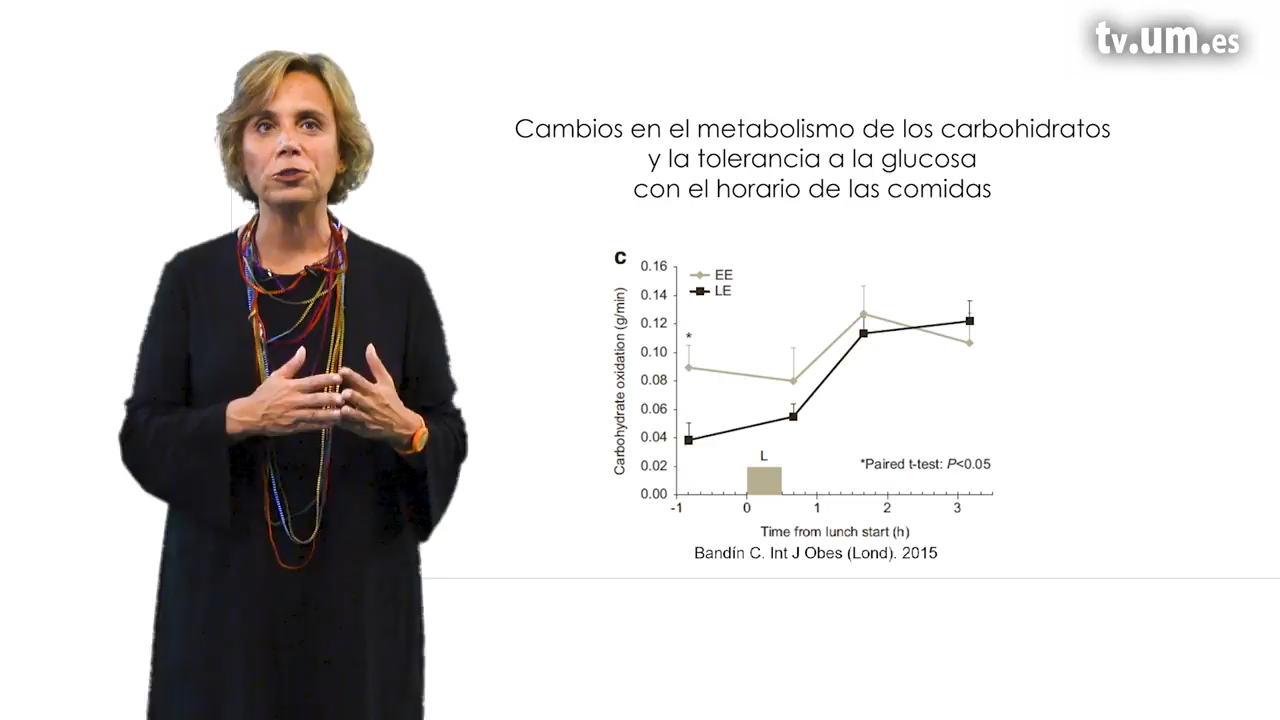 tv.um.es
Cambios en el metabolismo de los carbohidratos
y la tolerancia a la glucosa
con el horario de las comidas
C
Carbohydrate oxidation (g/min)
0.16
0.14
0.12
0.10
0.08
0.06
0.04
0.02
0.00
EE
LE
*
L
*Paired t-test: P<0.05
-1
0
1
2
3
Time from lunch start (h)
Bandín C. Int J Obes (Lond). 2015